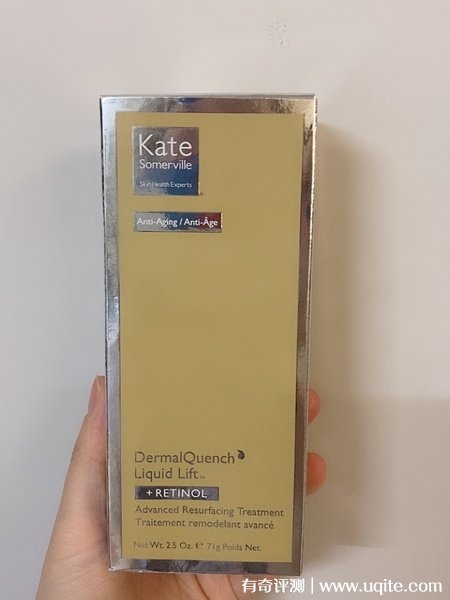 Kate
Somerville
Skin Health Experts
Anti-Aging / Anti-Âge
DermalQuench
Liquid Lift™
+ RETINOL
Advanced Resurfacing Treatment
Traitement remodelant avancé
Net Wt. 2.5 Oz. ℮ 71g Poids Net.
有奇评测 | www.uqite.com